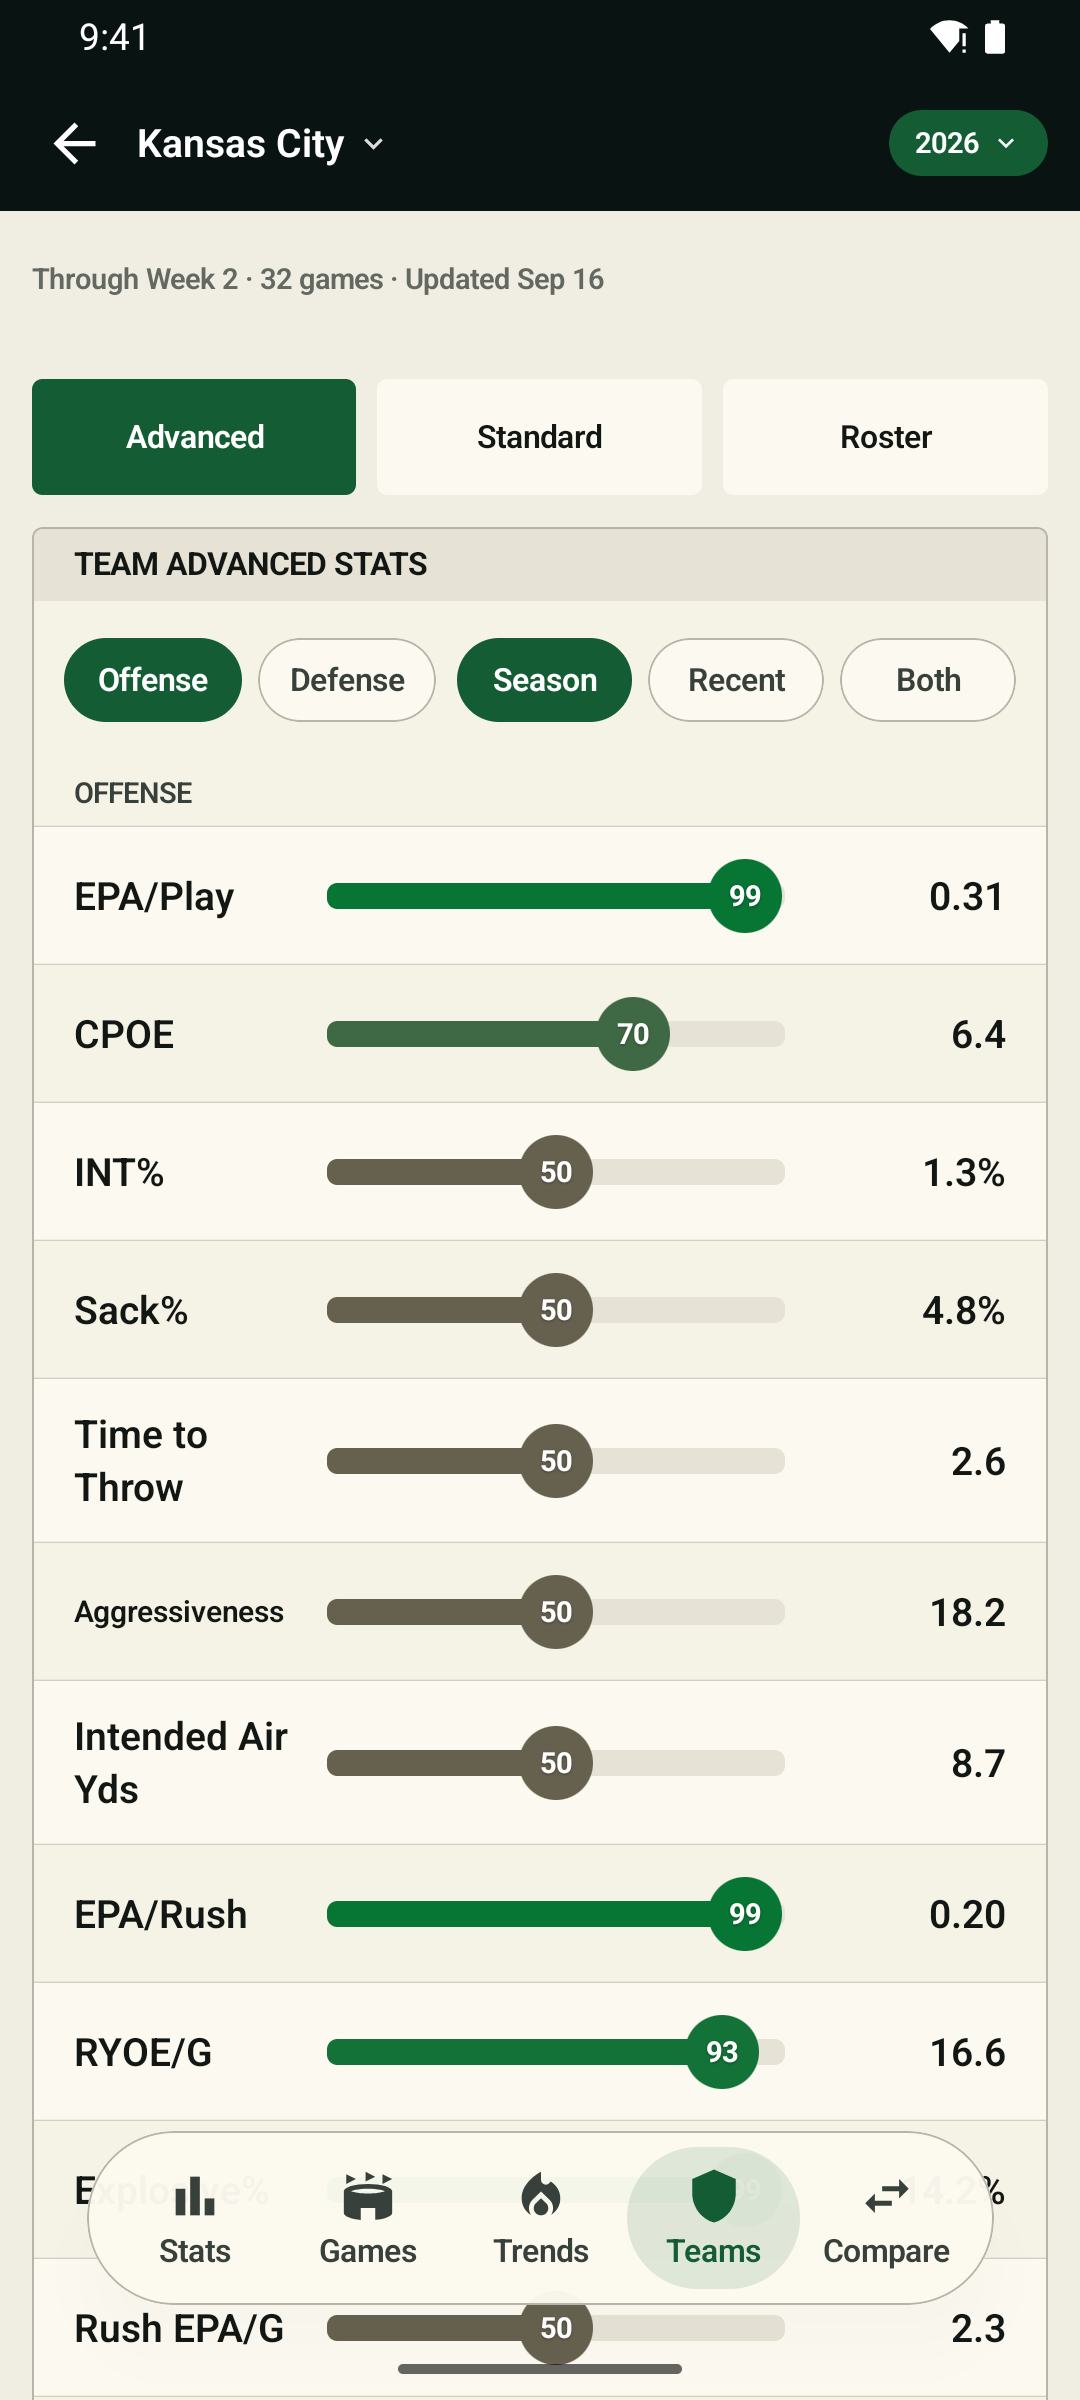 9:41
Kansas City
2026
Through Week 2 · 32 games · Updated Sep 16
Advanced
Standard
Roster
TEAM ADVANCED STATS
Offense
Defense
Season
Recent
Both
OFFENSE
EPA/Play
99
0.31
CPOE
70
6.4
INT%
50
1.3%
Sack%
50
4.8%
Time to
Throw
50
2.6
Aggressiveness
50
18.2
Intended Air
Yds
50
8.7
EPA/Rush
99
0.20
RYOE/G
93
16.6
Explosive%
99
14.2%
Stats
Games
Trends
Teams
Compare
Rush EPA/G
50
2.3